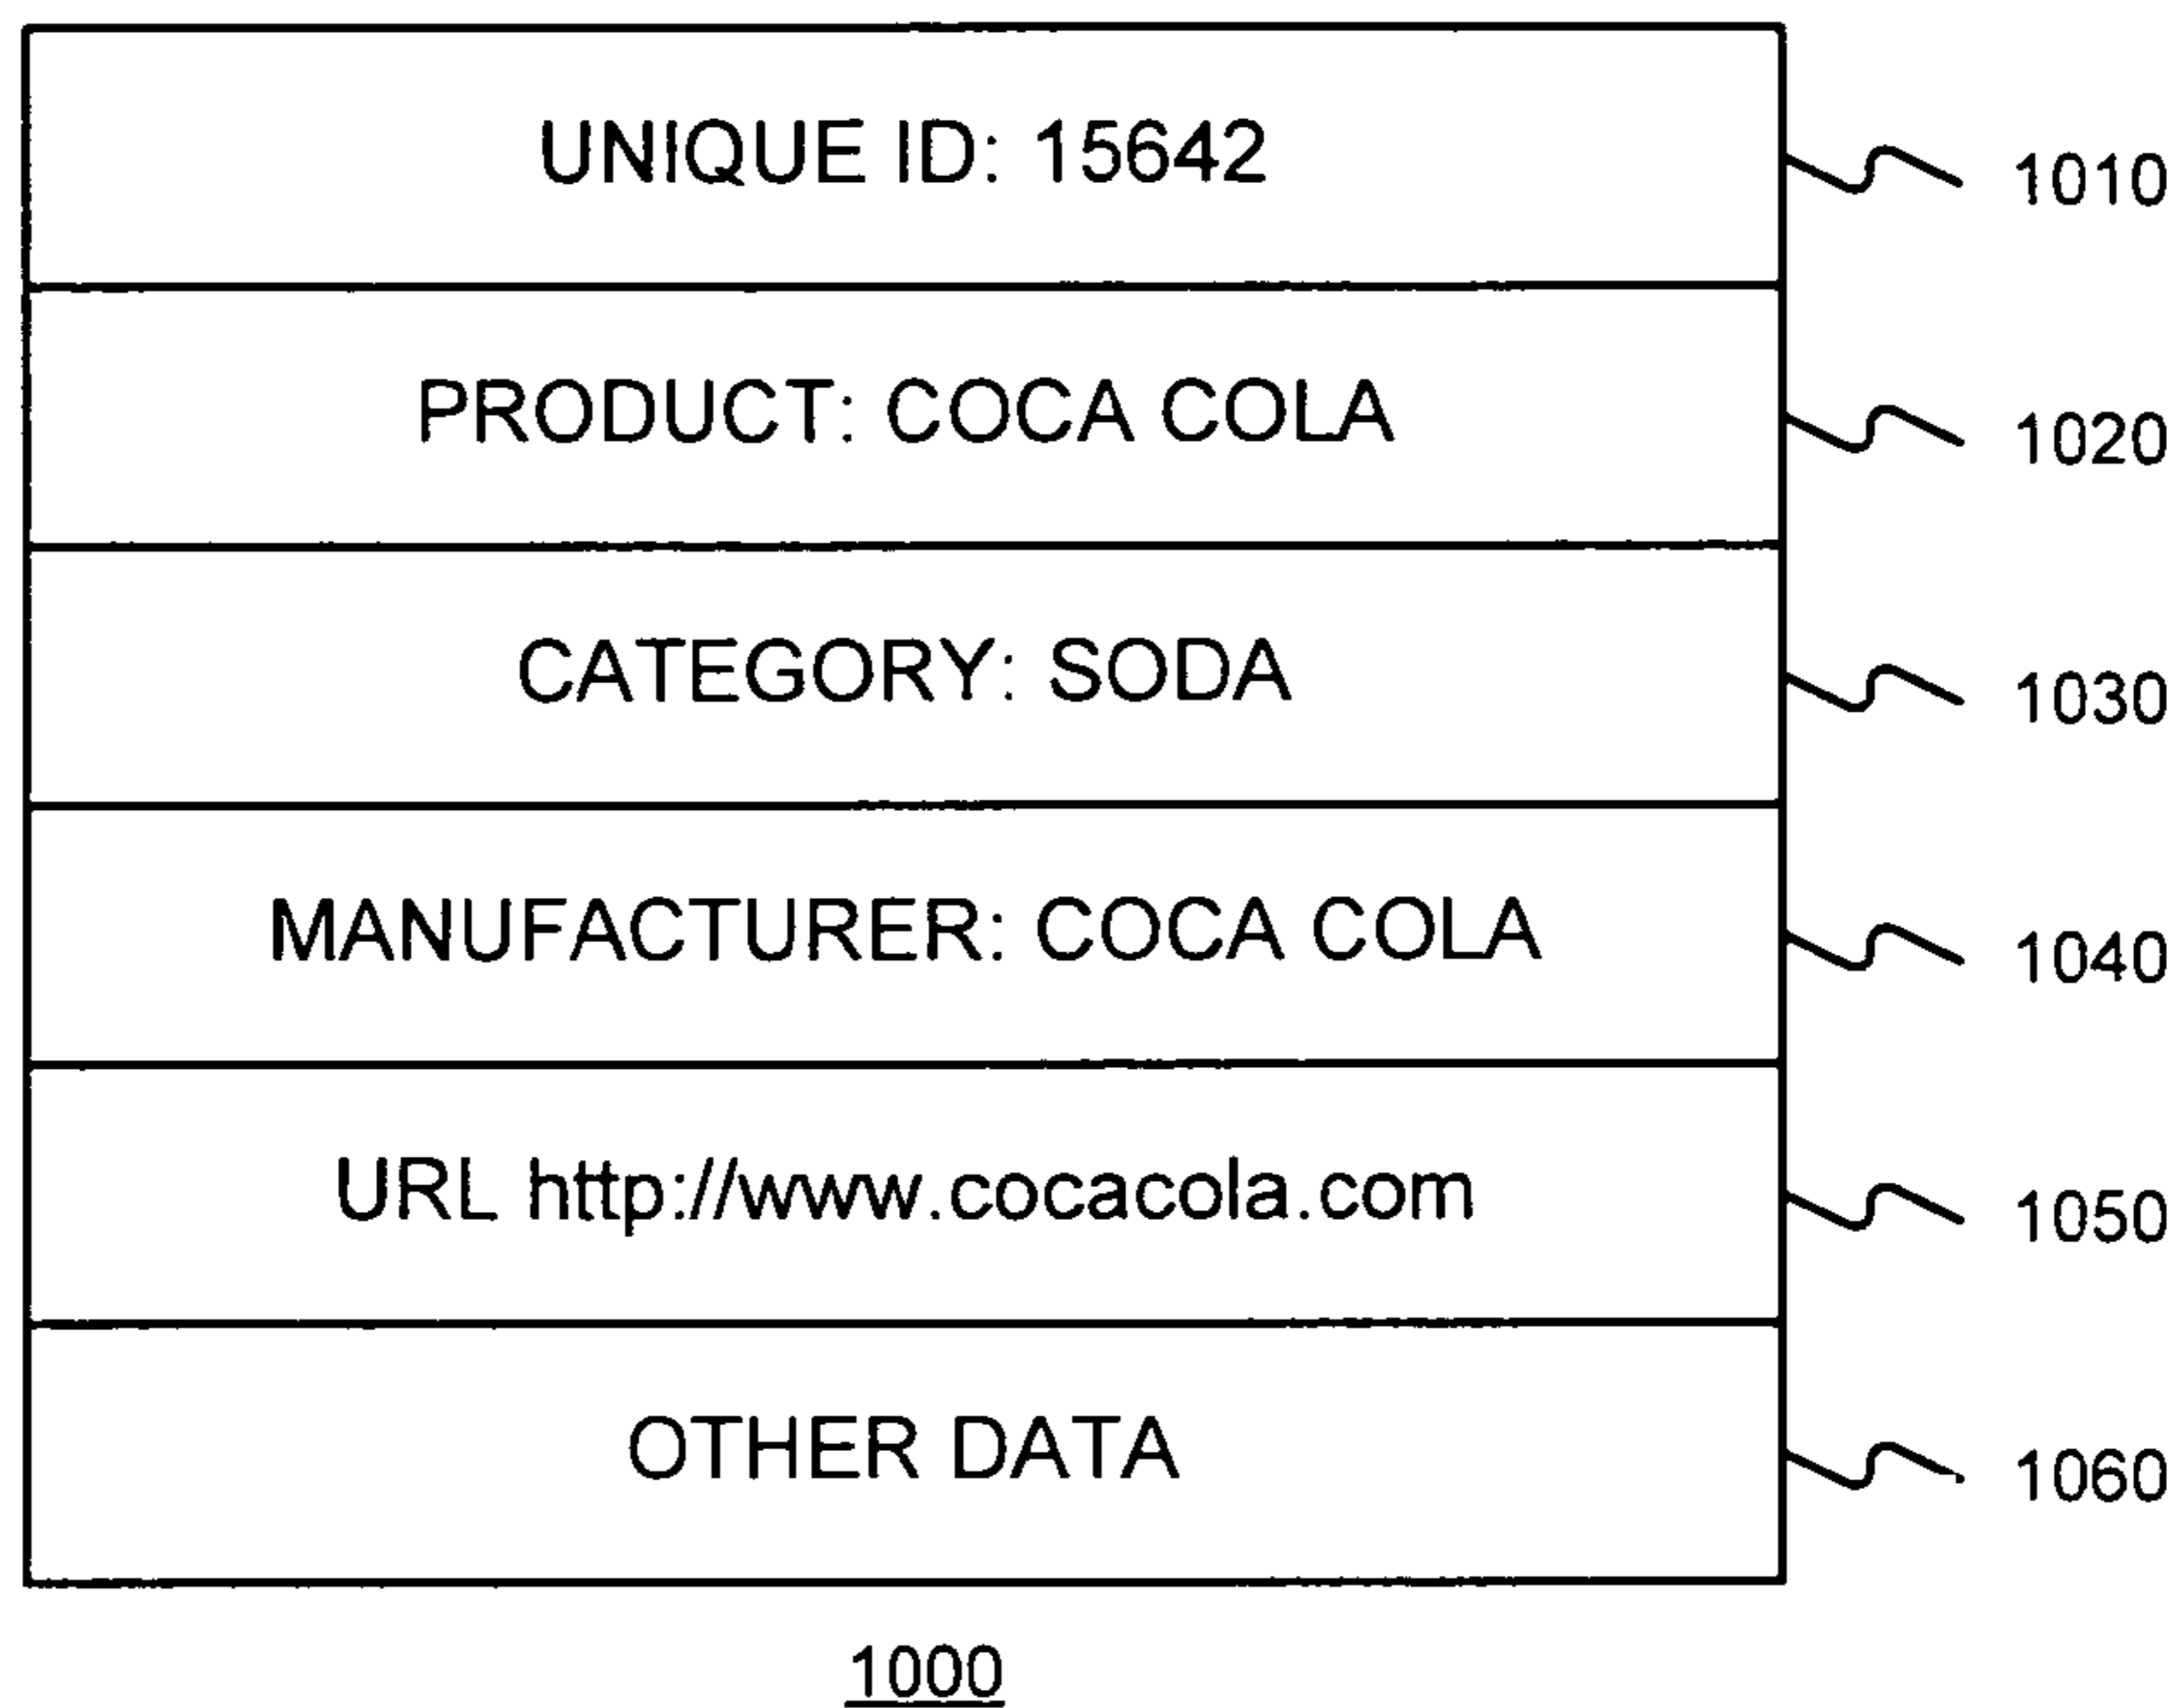 UNIQUE ID: 15642 1010
PRODUCT: COCA COLA 1020
CATEGORY: SODA 1030
MANUFACTURER: COCA COLA 1040
URL http://www.cocacola.com 1050
OTHER DATA 1060
1000